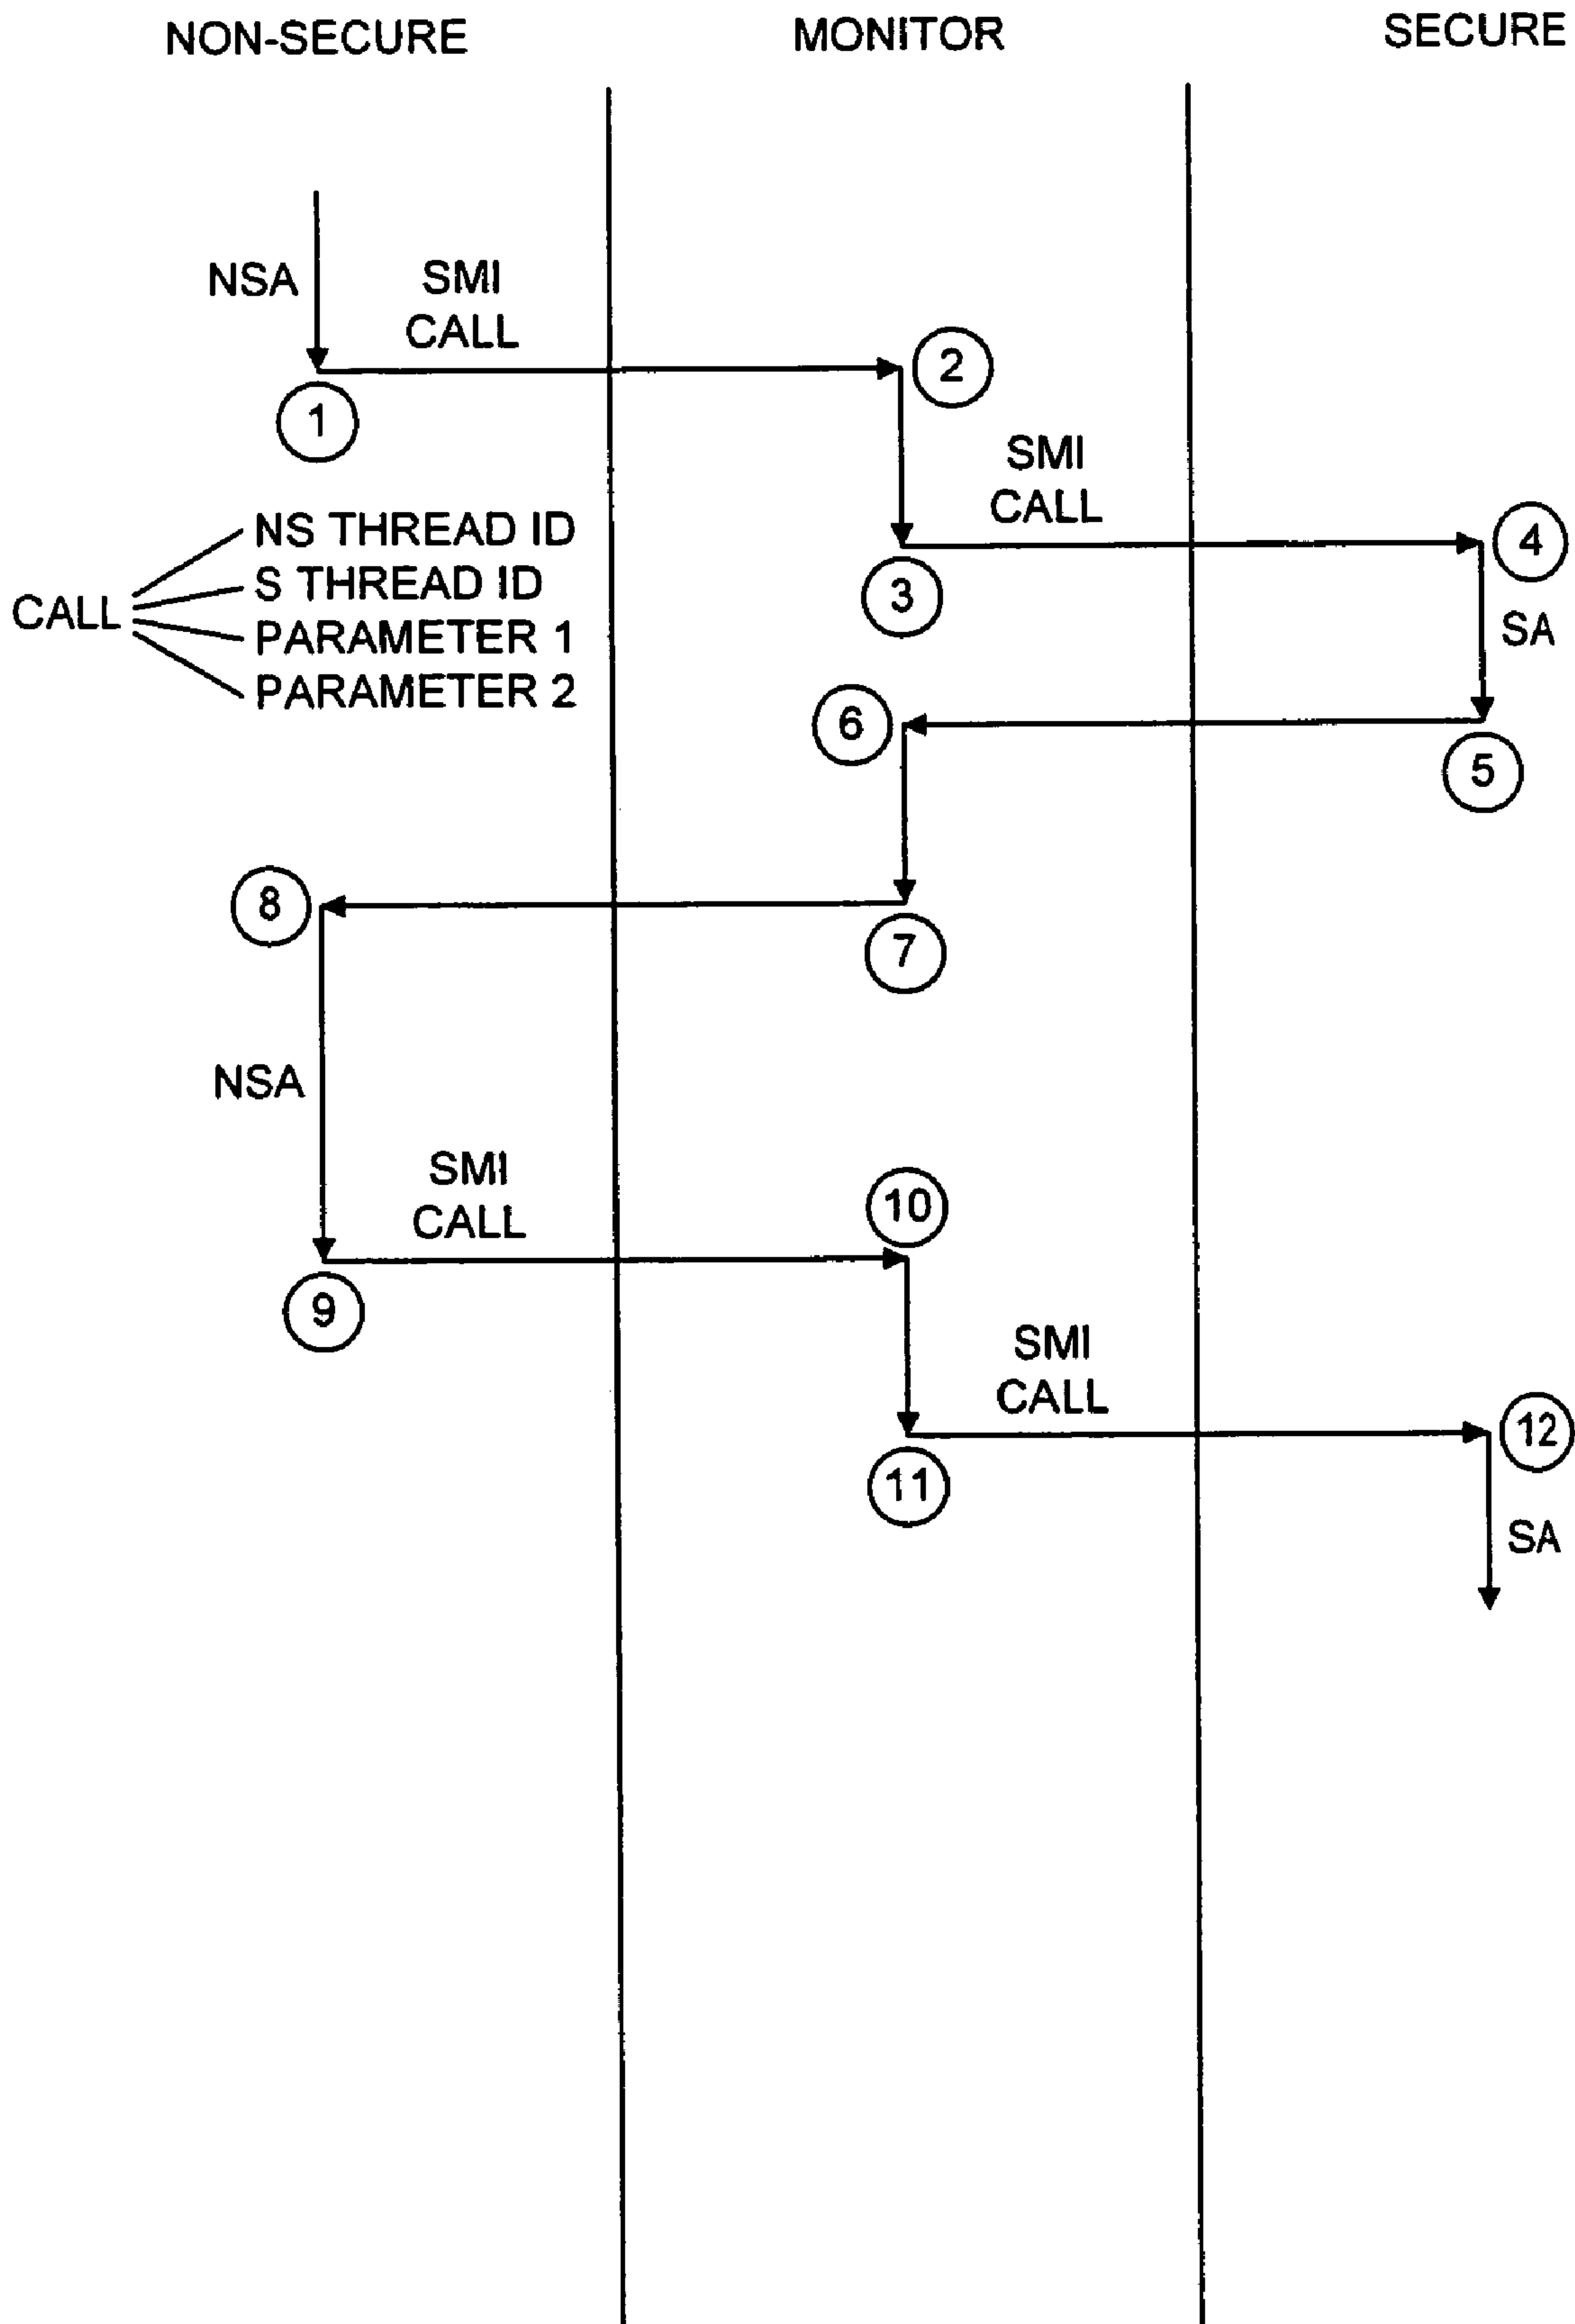 NON-SECURE
MONITOR
SECURE
NSA
SMI
CALL
2
1
SMI
CALL
4
3
NS THREAD ID
S THREAD ID
CALL
PARAMETER 1
PARAMETER 2
SA
6
5
8
7
NSA
SMI
CALL
10
9
SMI
CALL
12
11
SA